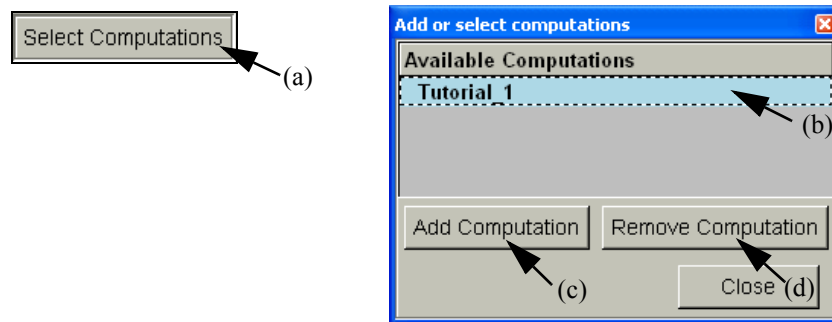 Select Computations
(a)
Add or select computations
Available Computations
Tutorial_1
(b)
Add Computation
Remove Computation
(c)
Close
(d)